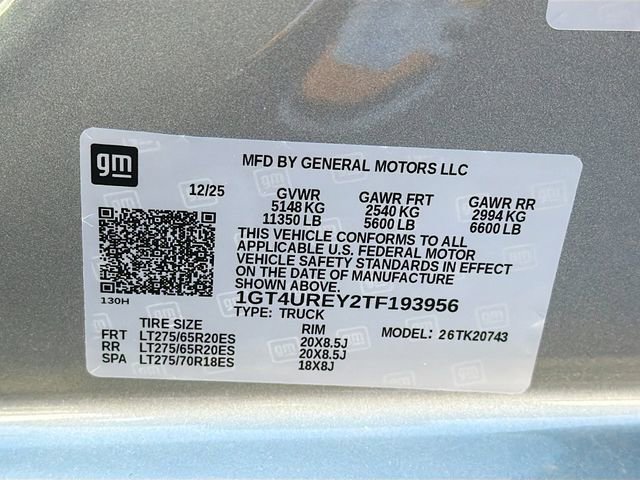 gm
MFD BY GENERAL MOTORS LLC
12/25 GVWR GAWR FRT GAWR RR
5148 KG 2540 KG 2994 KG
11350 LB 5600 LB 6600 LB
THIS VEHICLE CONFORMS TO ALL
APPLICABLE U.S. FEDERAL MOTOR
VEHICLE SAFETY STANDARDS IN EFFECT
ON THE DATE OF MANUFACTURE
SHOWN ABOVE.
130H
1GT4UREY2TF193956
TYPE: TRUCK
TIRE SIZE RIM MODEL: 26TK20743
FRT LT275/65R20ES 20X8.5J
RR LT275/65R20ES 20X8.5J
SPA LT275/70R18ES 18X8J